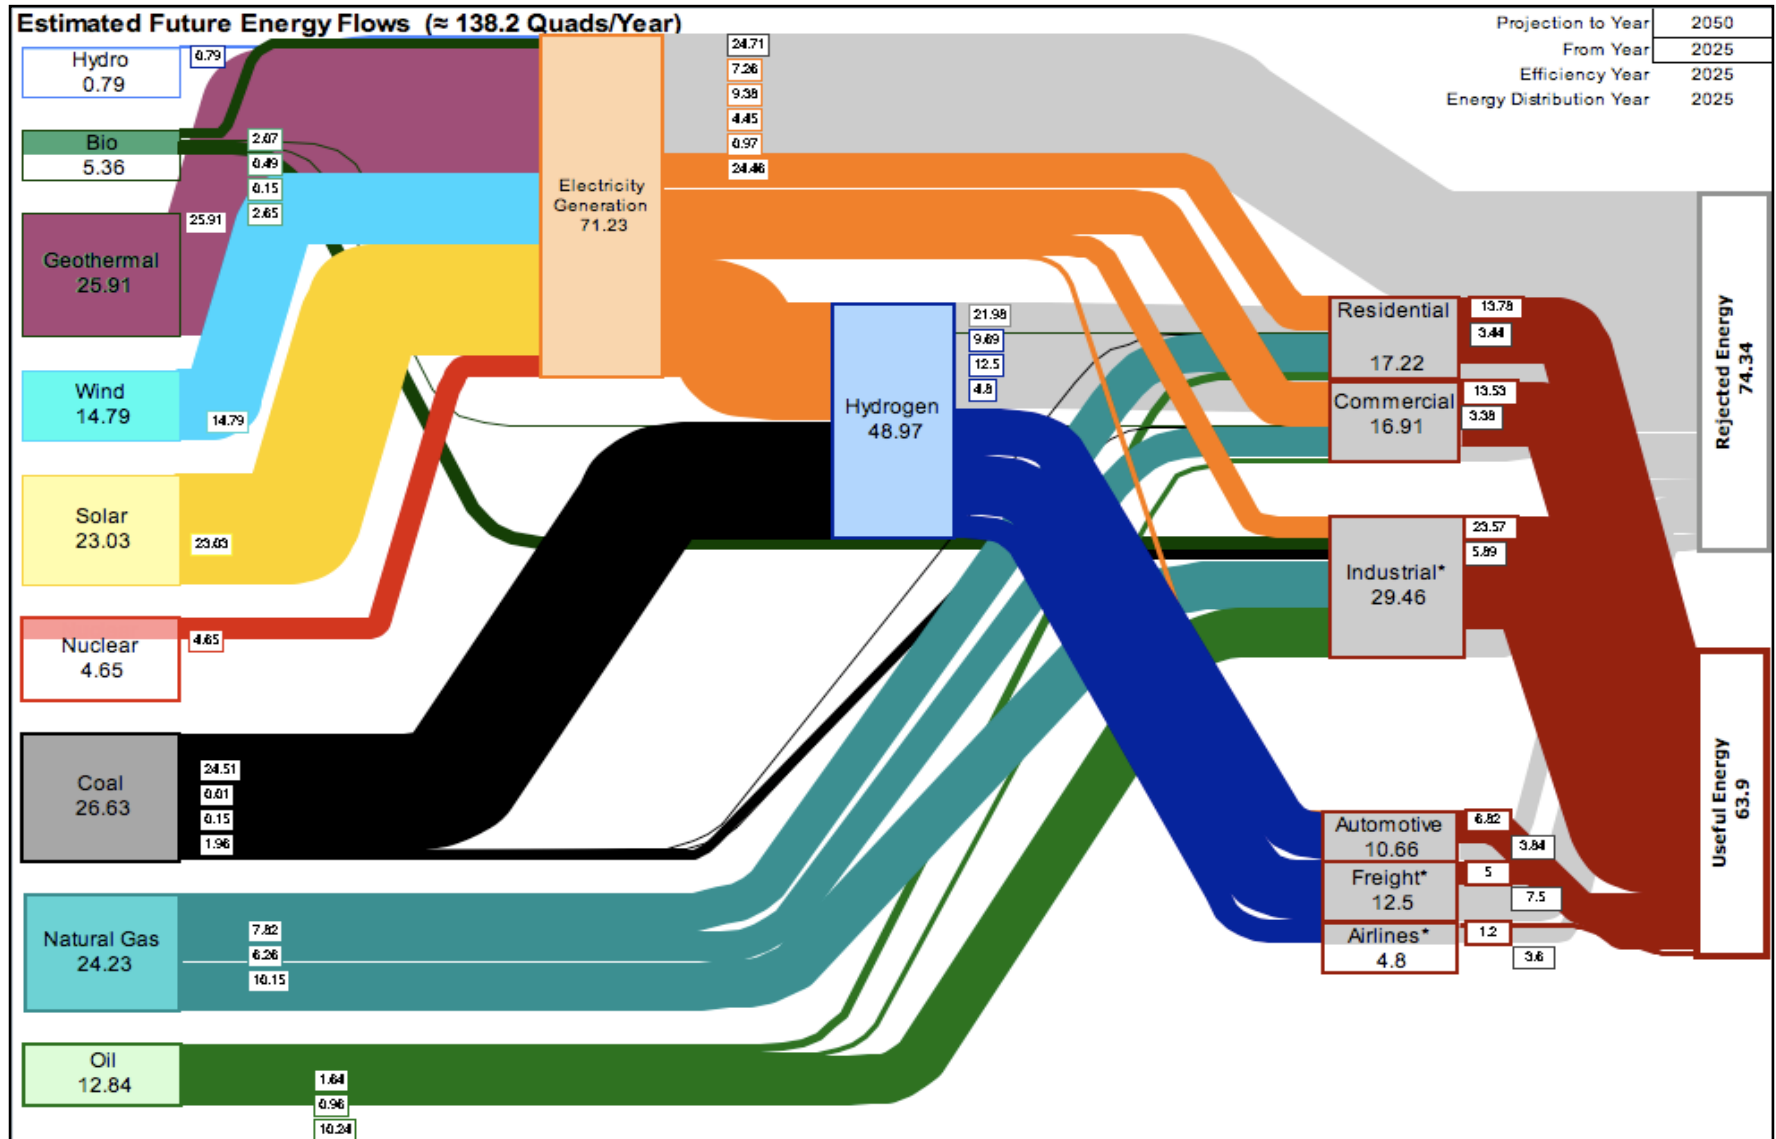 Estimated Future Energy Flows (≈ 138.2 Quads/Year)
Projection to Year 2050
From Year 2025
Efficiency Year 2025
Energy Distribution Year 2025
Hydro
0.79
0.79
Bio
5.36
2.07
0.49
0.15
2.65
Geothermal
25.91
25.91
Wind
14.79
14.79
Solar
23.03
23.03
Nuclear
4.65
4.65
Coal
26.63
24.51
0.01
0.15
1.96
Natural Gas
24.23
7.82
6.26
10.15
Oil
12.84
1.64
0.96
10.24
Electricity
Generation
71.23
24.71
7.26
9.38
4.45
0.97
24.46
Hydrogen
48.97
21.98
9.69
12.5
4.8
Residential
17.22
13.78
3.44
Commercial
16.91
13.53
3.38
Industrial*
29.46
23.57
5.89
Automotive
10.66
6.82
3.84
Freight*
12.5
5
7.5
Airlines*
4.8
1.2
3.6
Rejected Energy
74.34
Useful Energy
63.9